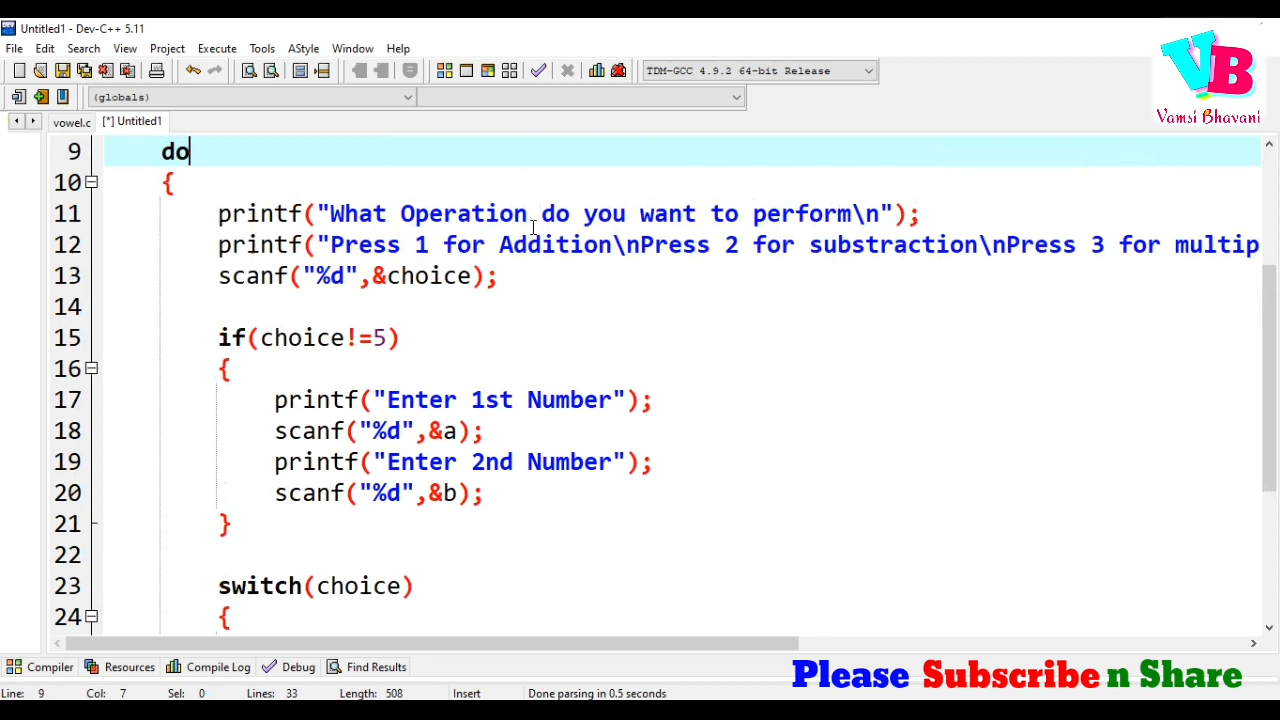 Untitled1 - Dev-C++ 5.11
File Edit Search View Project Execute Tools AStyle Window Help
TDM-GCC 4.9.2 64-bit Release
(globals)
vowel.c [*] Untitled1
VB
Vamsi Bhavani
9 do
10 {
11 printf("What Operation do you want to perform\n");
12 printf("Press 1 for Addition\nPress 2 for substraction\nPress 3 for multip
13 scanf("%d",&choice);
14
15 if(choice!=5)
16 {
17 printf("Enter 1st Number");
18 scanf("%d",&a);
19 printf("Enter 2nd Number");
20 scanf("%d",&b);
21 }
22
23 switch(choice)
24 {
Compiler Resources Compile Log Debug Find Results
Please Subscribe n Share
Line: 9 Col: 7 Sel: 0 Lines: 33 Length: 508 Insert Done parsing in 0.5 seconds